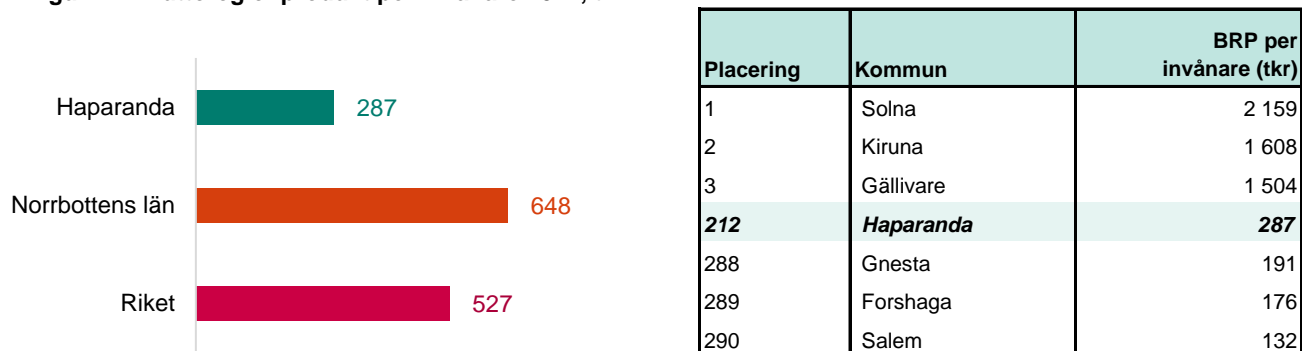 Haparanda
287
Norrbottens län
648
Riket
527
Placering Kommun BRP per invånare (tkr)
1 Solna 2 159
2 Kiruna 1 608
3 Gällivare 1 504
212 Haparanda 287
288 Gnesta 191
289 Forshaga 176
290 Salem 132